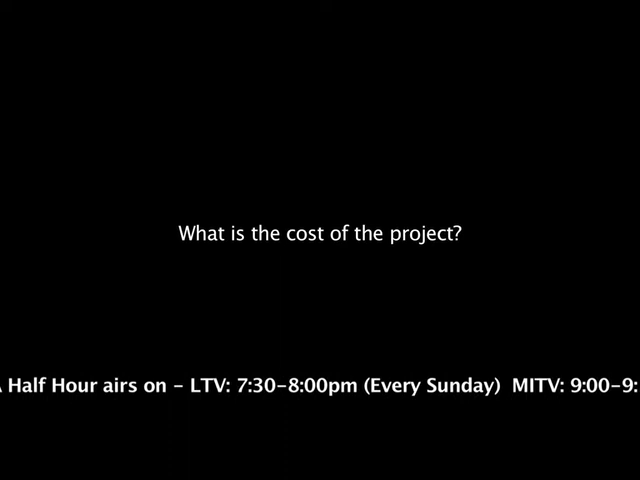 What is the cost of the project?
Half Hour airs on - LTV: 7:30-8:00pm (Every Sunday) MITV: 9:00-9: